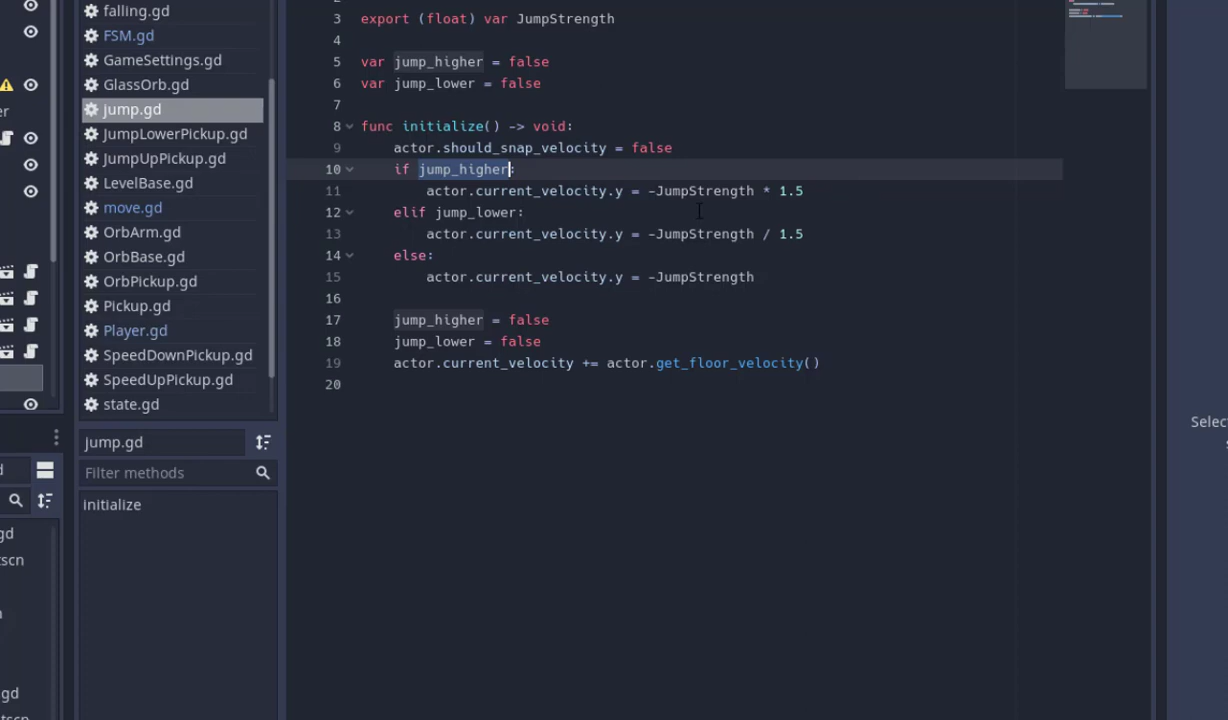 falling.gd
FSM.gd
GameSettings.gd
GlassOrb.gd
jump.gd
JumpLowerPickup.gd
JumpUpPickup.gd
LevelBase.gd
move.gd
OrbArm.gd
OrbBase.gd
OrbPickup.gd
Pickup.gd
Player.gd
SpeedDownPickup.gd
SpeedUpPickup.gd
state.gd
jump.gd
Filter methods
initialize
er
d
gd
tscn
gd
3 export (float) var JumpStrength
4
5 var jump_higher = false
6 var jump_lower = false
7
8 func initialize() -> void:
9 actor.should_snap_velocity = false
10 if jump_higher:
11 actor.current_velocity.y = -JumpStrength * 1.5
12 elif jump_lower:
13 actor.current_velocity.y = -JumpStrength / 1.5
14 else:
15 actor.current_velocity.y = -JumpStrength
16
17 jump_higher = false
18 jump_lower = false
19 actor.current_velocity += actor.get_floor_velocity()
20
Selec